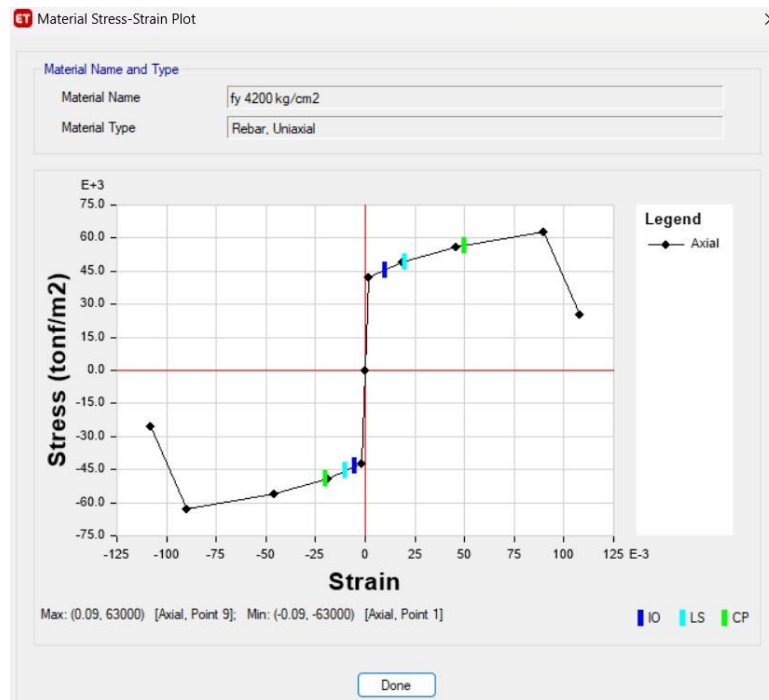 ET Material Stress-Strain Plot
Material Name and Type
Material Name fy 4200 kg/cm2
Material Type Rebar, Uniaxial
E+3
75.0
60.0
45.0
30.0
15.0
0.0
-15.0
-30.0
-45.0
-60.0
-75.0
Stress (tonf/m2)
-125 -100 -75 -50 -25 0 25 50 75 100 125 E-3
Strain
Legend
Axial
Max: (0.09, 63000) [Axial, Point 9]; Min: (-0.09, -63000) [Axial, Point 1]
IO LS CP
Done